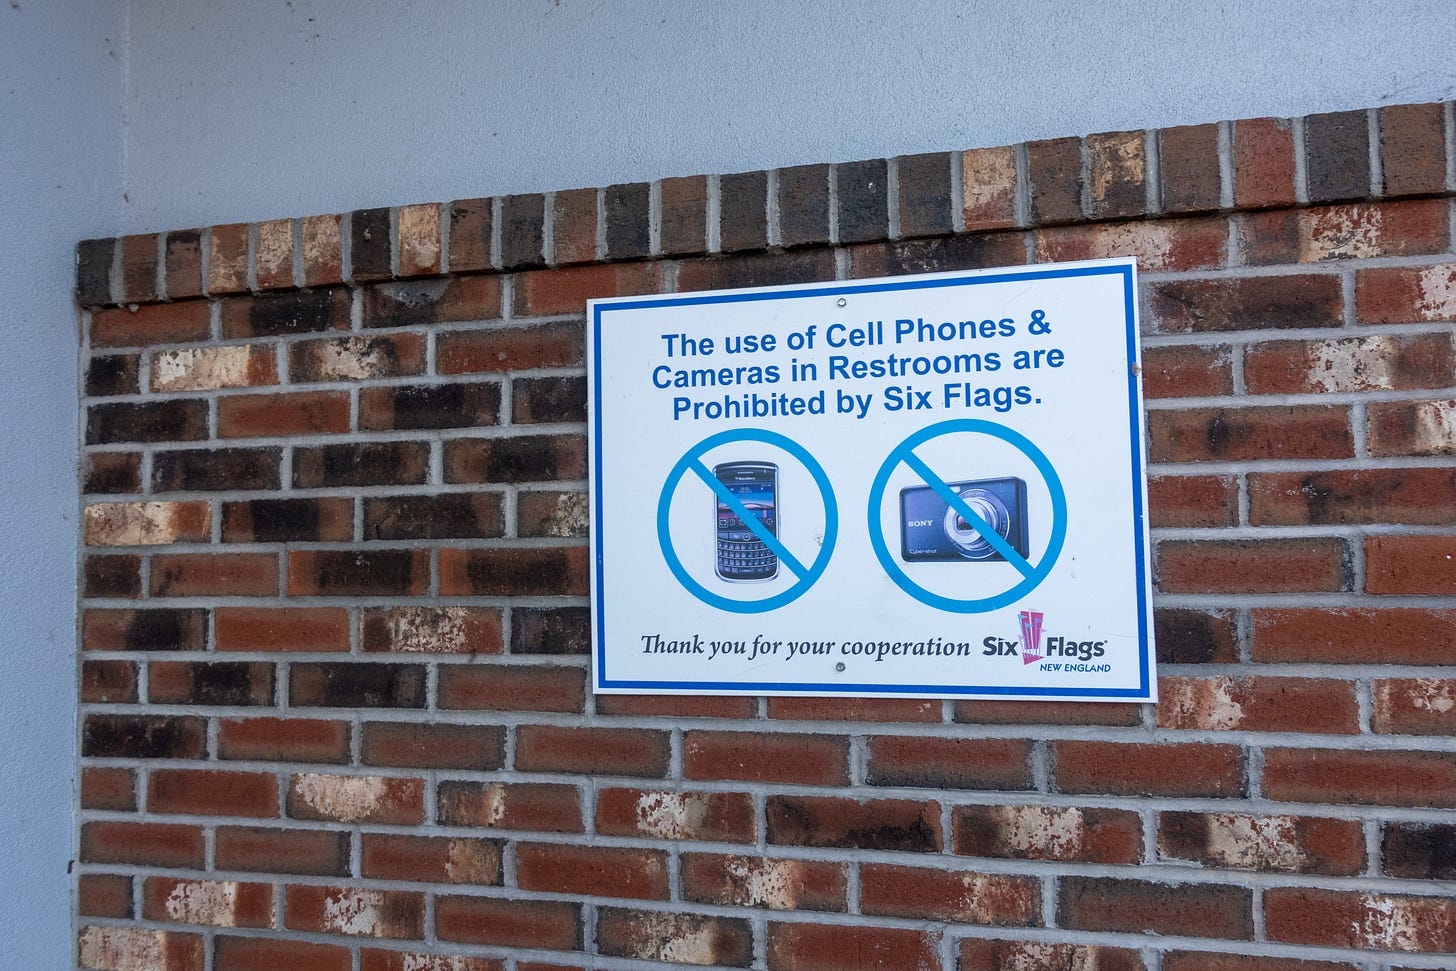 The use of Cell Phones &
Cameras in Restrooms are
Prohibited by Six Flags.
BlackBerry
SONY
Cyber-shot
Thank you for your cooperation
Six Flags
NEW ENGLAND